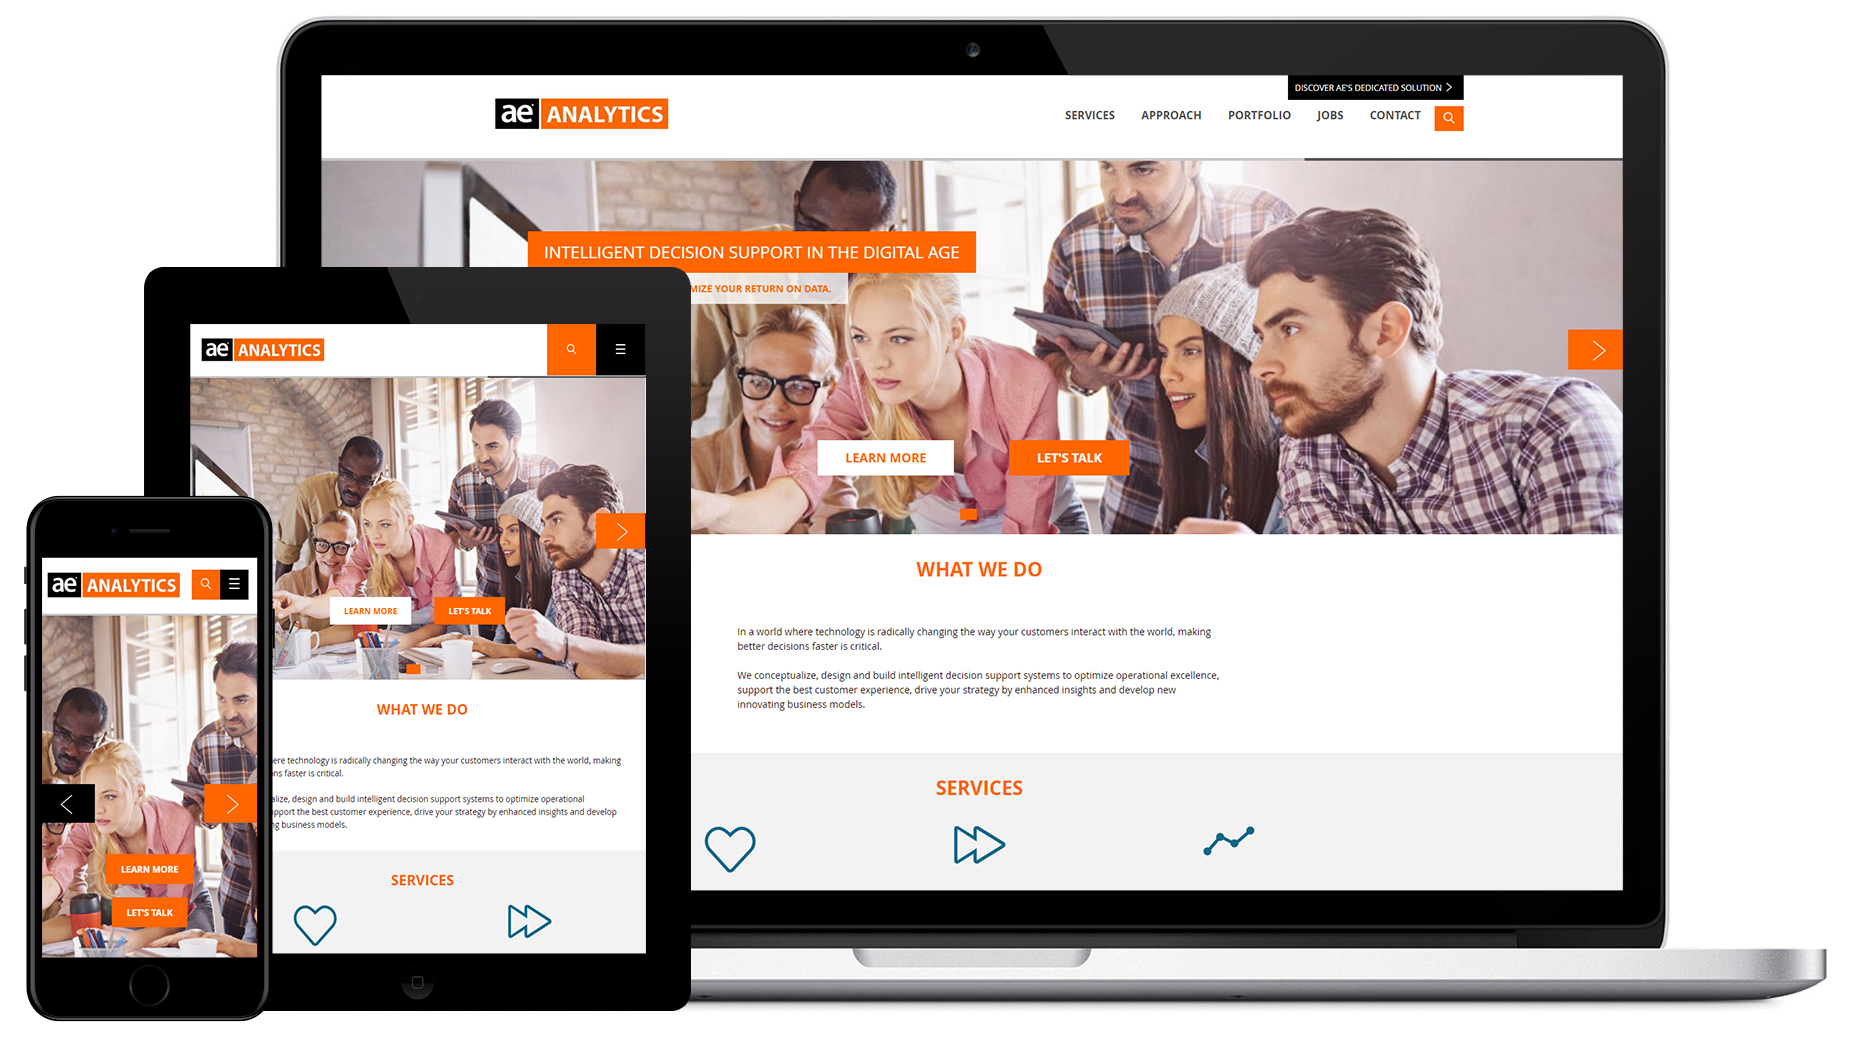 DISCOVER AE'S DEDICATED SOLUTION
ae ANALYTICS
SERVICES APPROACH PORTFOLIO JOBS CONTACT
INTELLIGENT DECISION SUPPORT IN THE DIGITAL AGE
YOUR RETURN ON DATA.
LEARN MORE LET'S TALK
WHAT WE DO
In a world where technology is radically changing the way your customers interact with the world, making
better decisions faster is critical.
We conceptualize, design and build intelligent decision support systems to optimize operational excellence,
support the best customer experience, drive your strategy by enhanced insights and develop new
innovating business models.
SERVICES
ae ANALYTICS
LEARN MORE LET'S TALK
WHAT WE DO
technology is radically changing the way your customers interact with the world, making
faster is critical.
design and build intelligent decision support systems to optimize operational
the best customer experience, drive your strategy by enhanced insights and develop
business models.
SERVICES
ae ANALYTICS
LEARN MORE
LET'S TALK